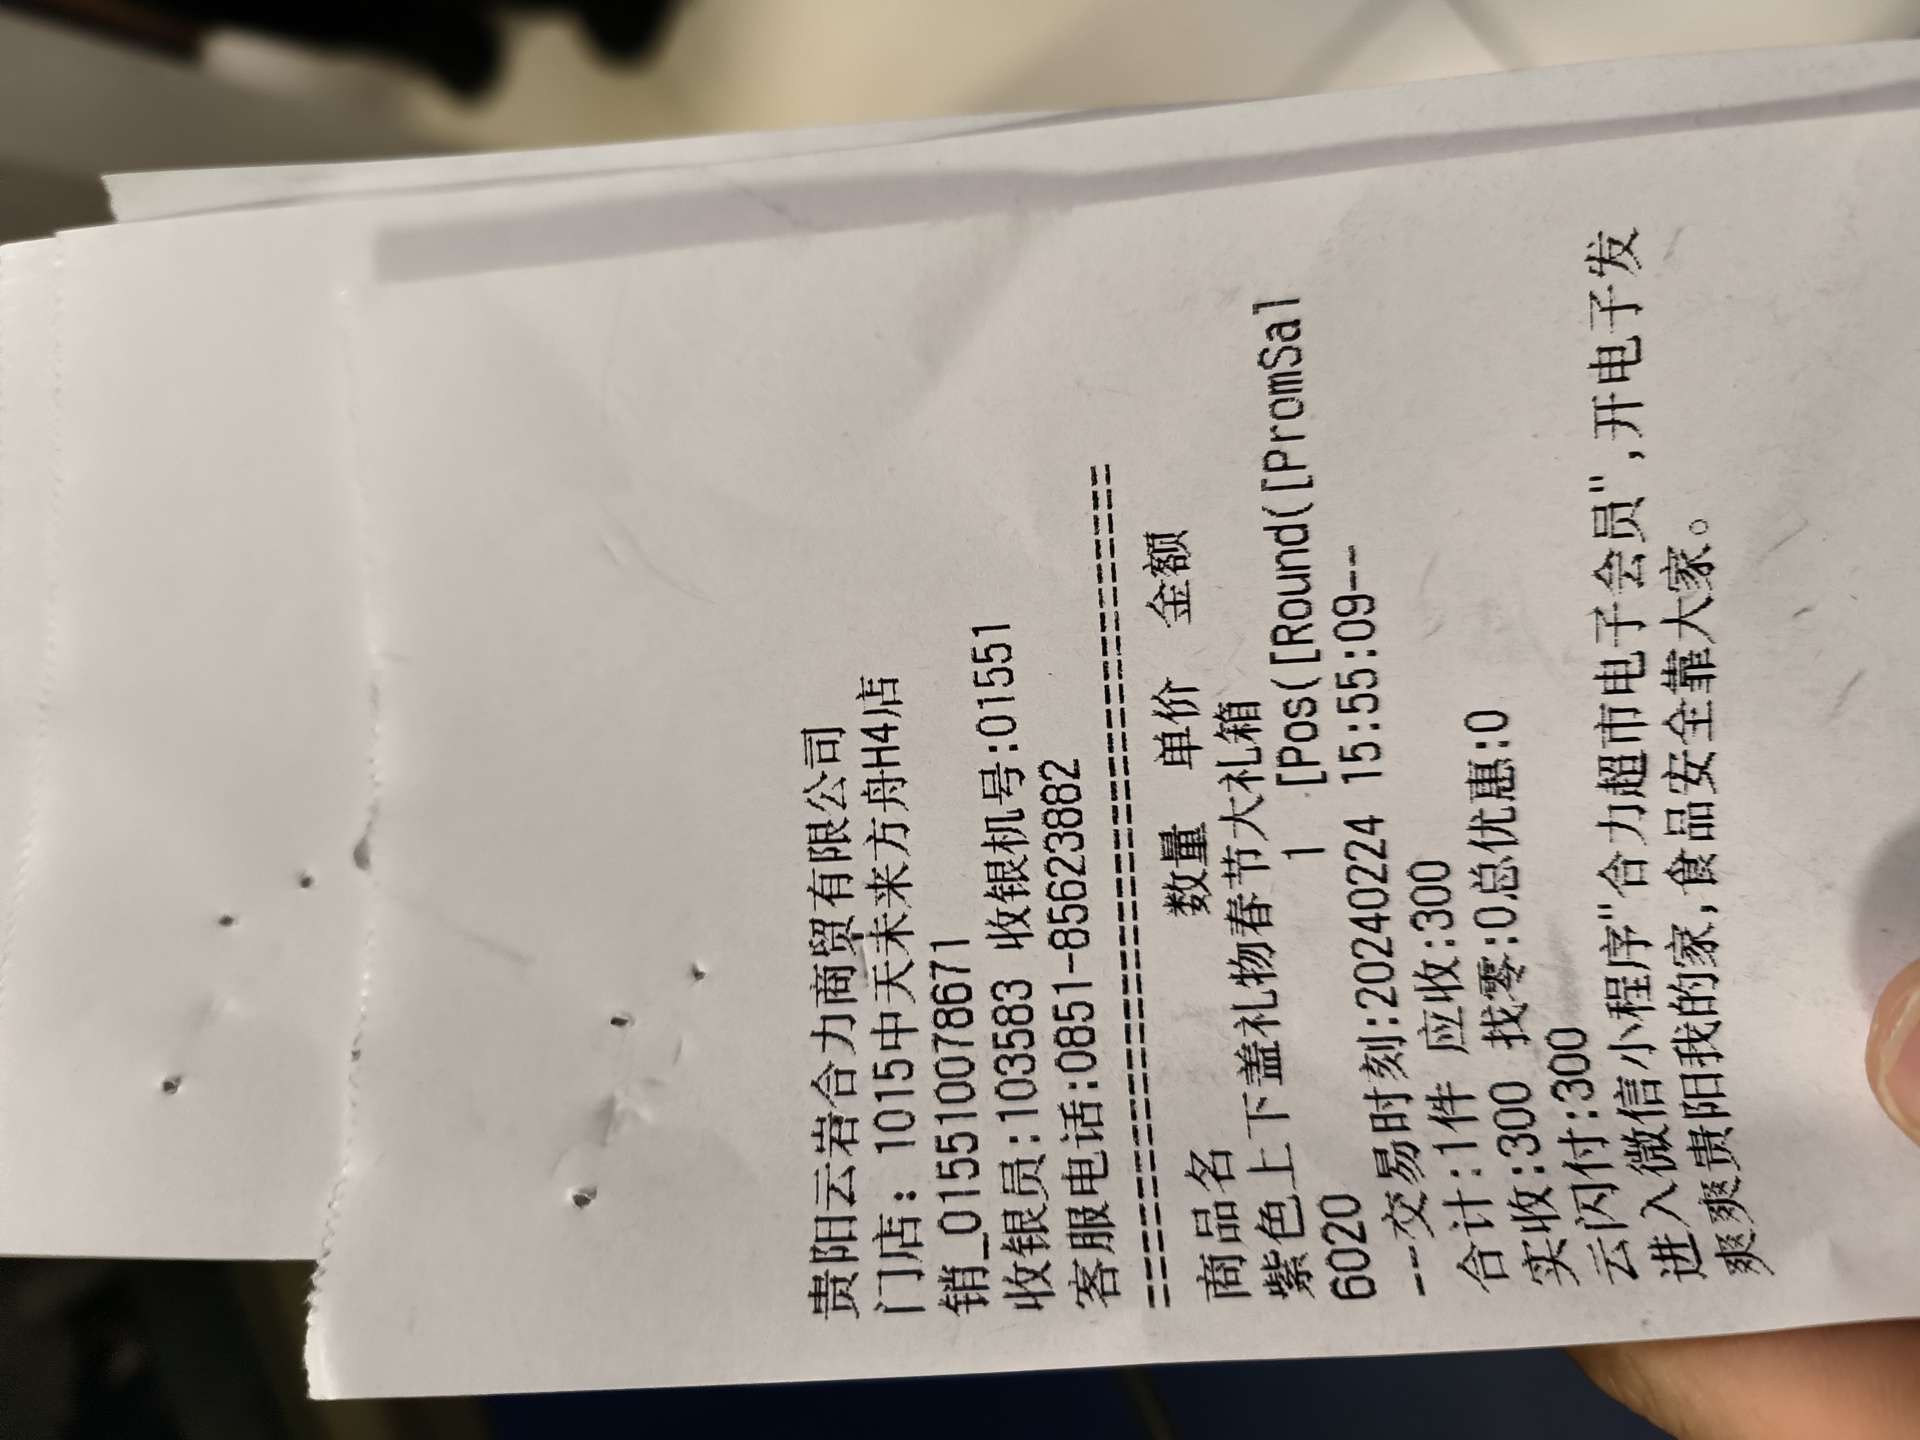 贵阳云岩合力商贸有限公司
门店：1015中天未来方舟H4店
销_015510078671
收银员:103583 收银机号:01551
客服电话:0851-85623882
================================================
商品名 数量 单价 金额
紫色上下盖礼物春节大礼箱
6020 1 [Pos([Round([PromSal
--交易时刻:20240224 15:55:09--
合计:1件 应收:300
实收:300 找零:0总优惠:0
云闪付:300
进入微信小程序"合力超市电子会员",开电子发
爽爽贵阳我的家,食品安全靠大家。